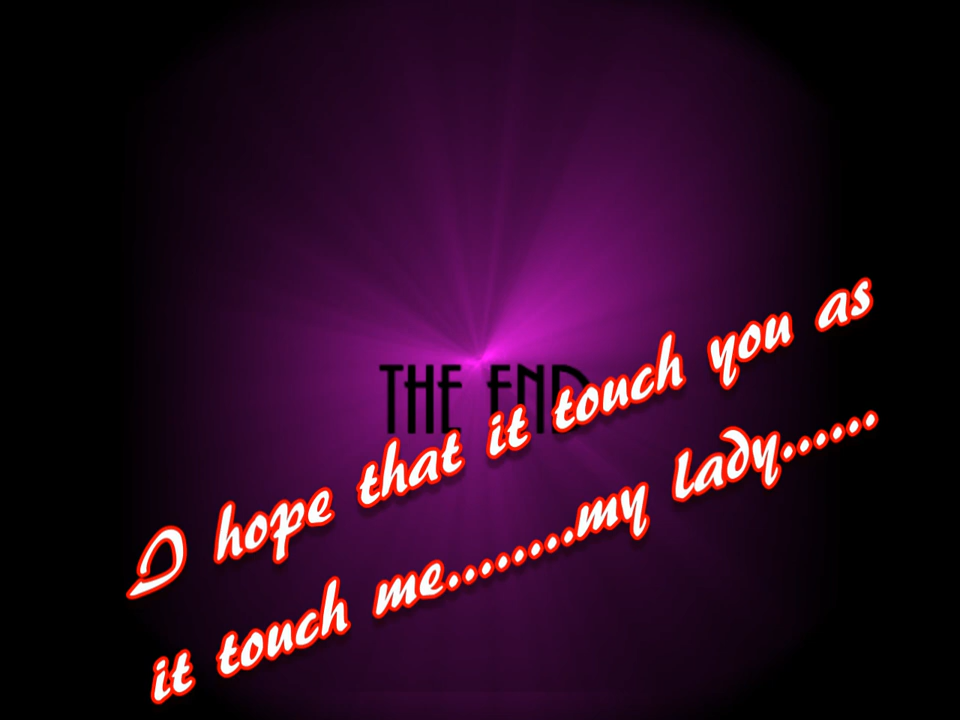 THE END
I hope that it touch you as
it touch me........my lady......